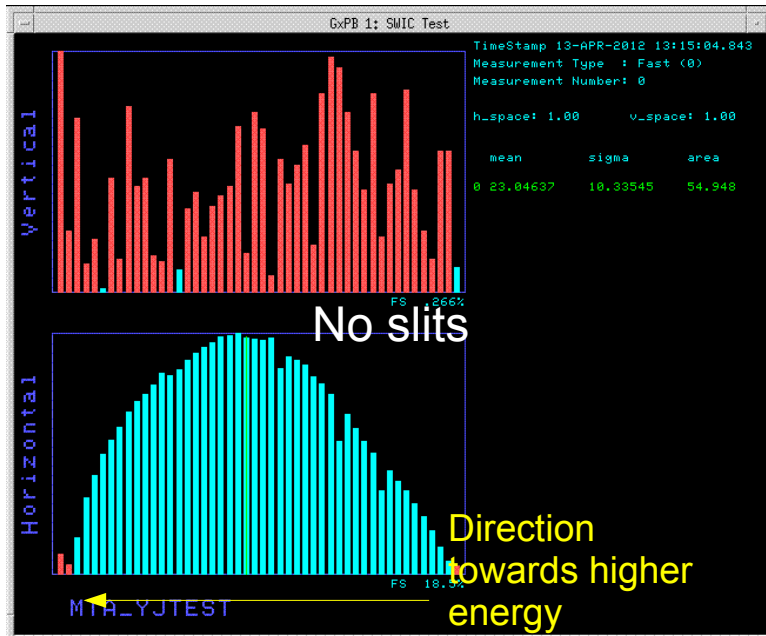 GxPB 1: SWIC Test
TimeStamp 13-APR-2012 13:15:04.843
Measurement Type : Fast (0)
Measurement Number: 0
h_space: 1.00 v_space: 1.00
mean sigma area
0 23.04637 10.33545 54.948
Vertical
FS .266%
No slits
Horizontal
FS 18.
Direction
towards higher
energy
MTA_YJTEST